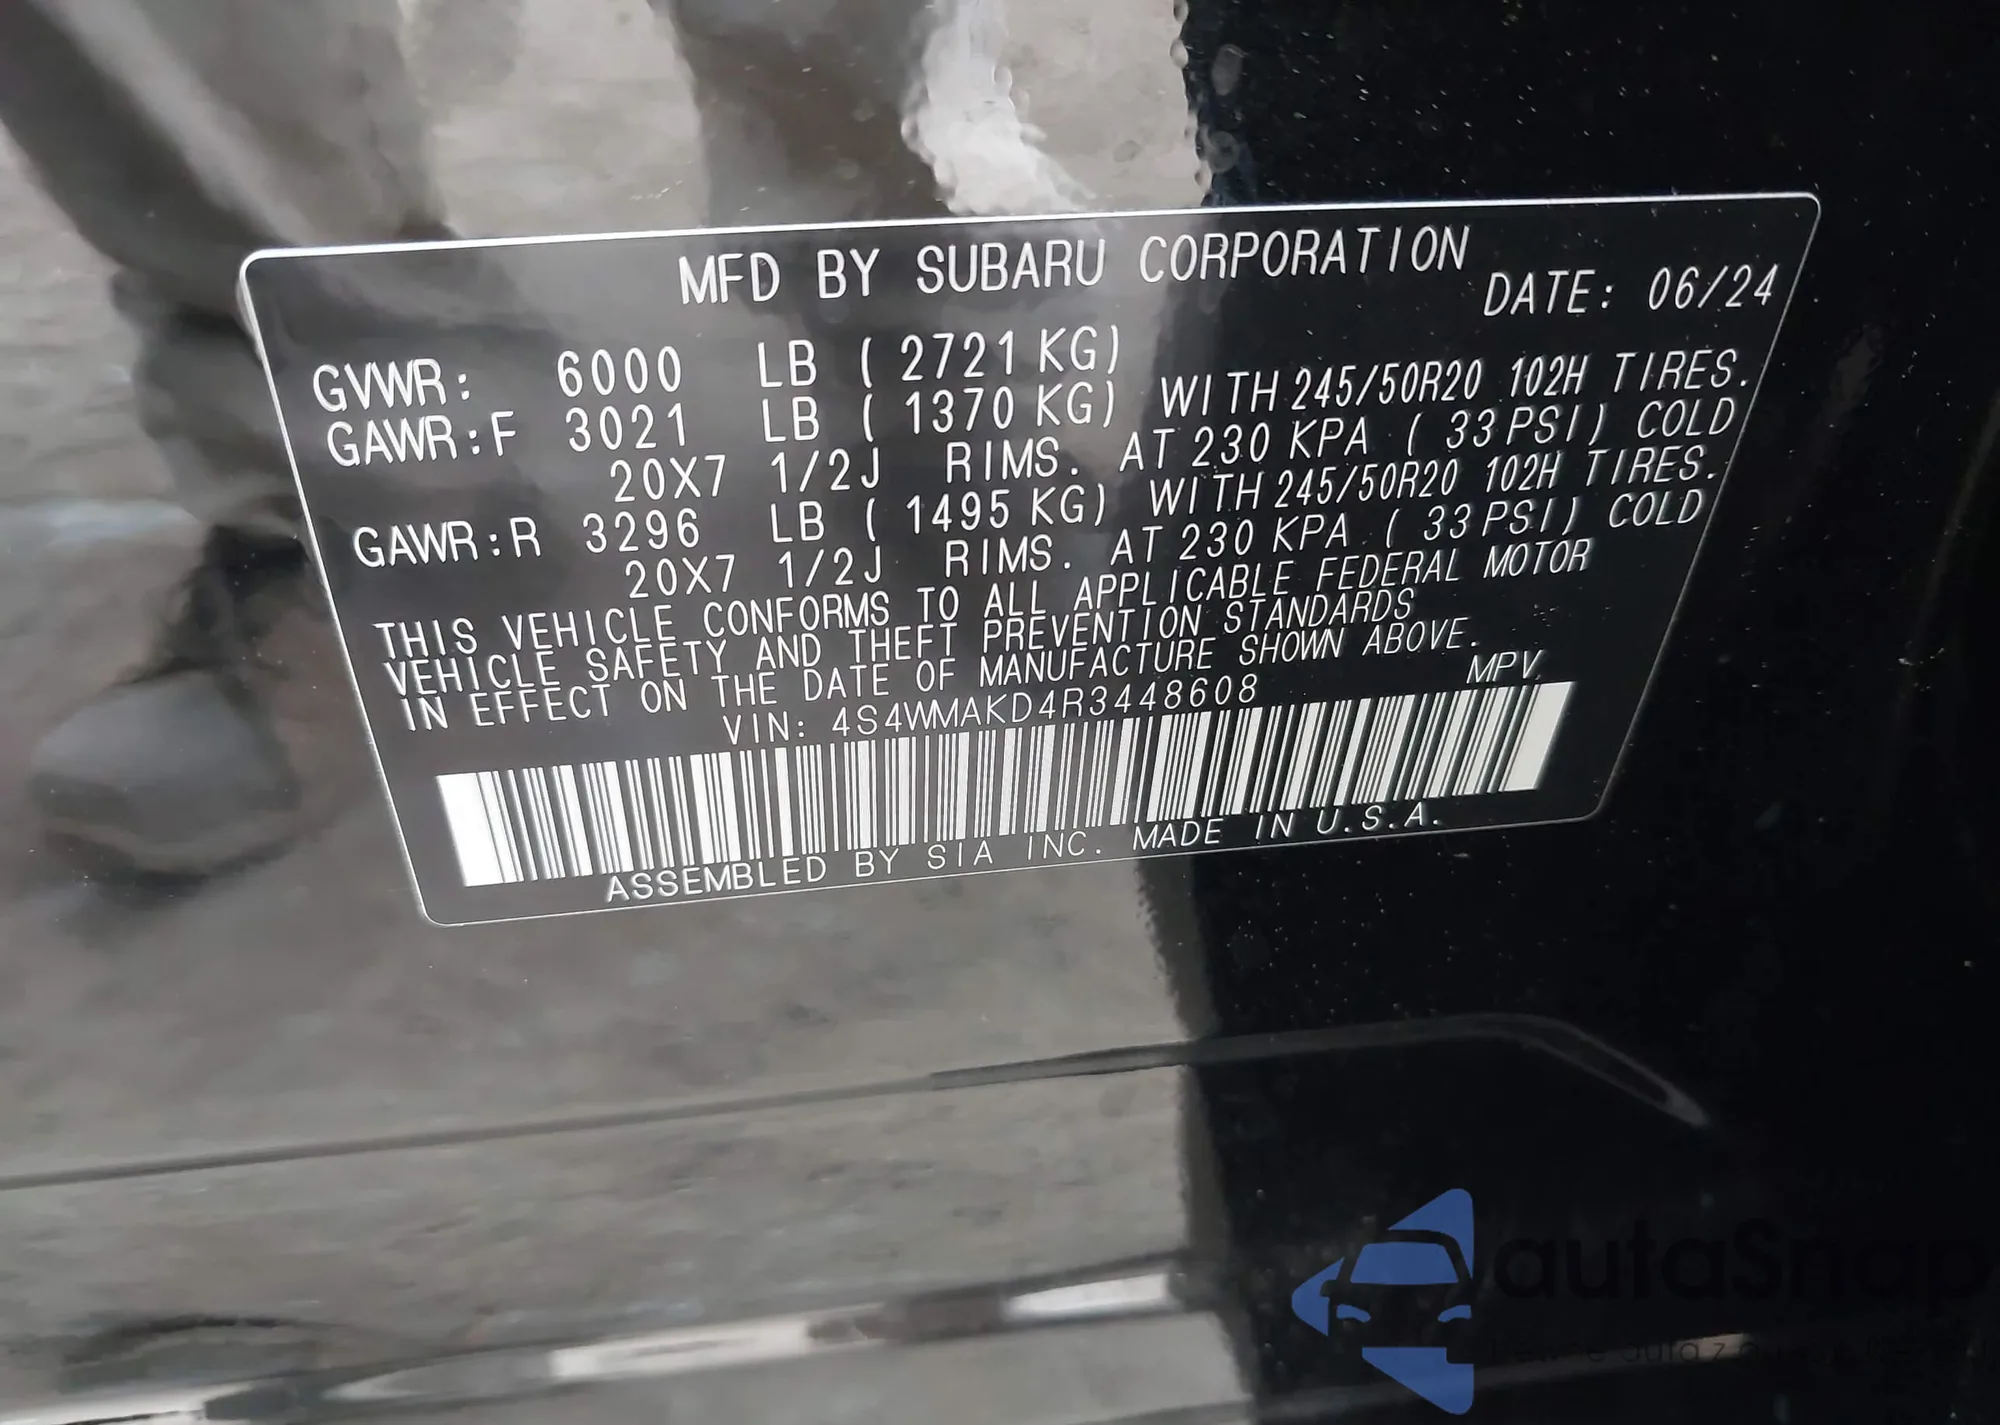 MFD BY SUBARU CORPORATION
DATE: 06/24
GVWR: 6000 LB ( 2721 KG)
GAWR:F 3021 LB ( 1370 KG) WITH 245/50R20 102H TIRES.
20X7 1/2J RIMS. AT 230 KPA ( 33 PSI) COLD
GAWR:R 3296 LB ( 1495 KG) WITH 245/50R20 102H TIRES.
20X7 1/2J RIMS. AT 230 KPA ( 33 PSI) COLD
THIS VEHICLE CONFORMS TO ALL APPLICABLE FEDERAL MOTOR
VEHICLE SAFETY AND THEFT PREVENTION STANDARDS
IN EFFECT ON THE DATE OF MANUFACTURE SHOWN ABOVE.
VIN: 4S4WMAKD4R3448608 MPV
ASSEMBLED BY SIA INC. MADE IN U.S.A.
autaSnap